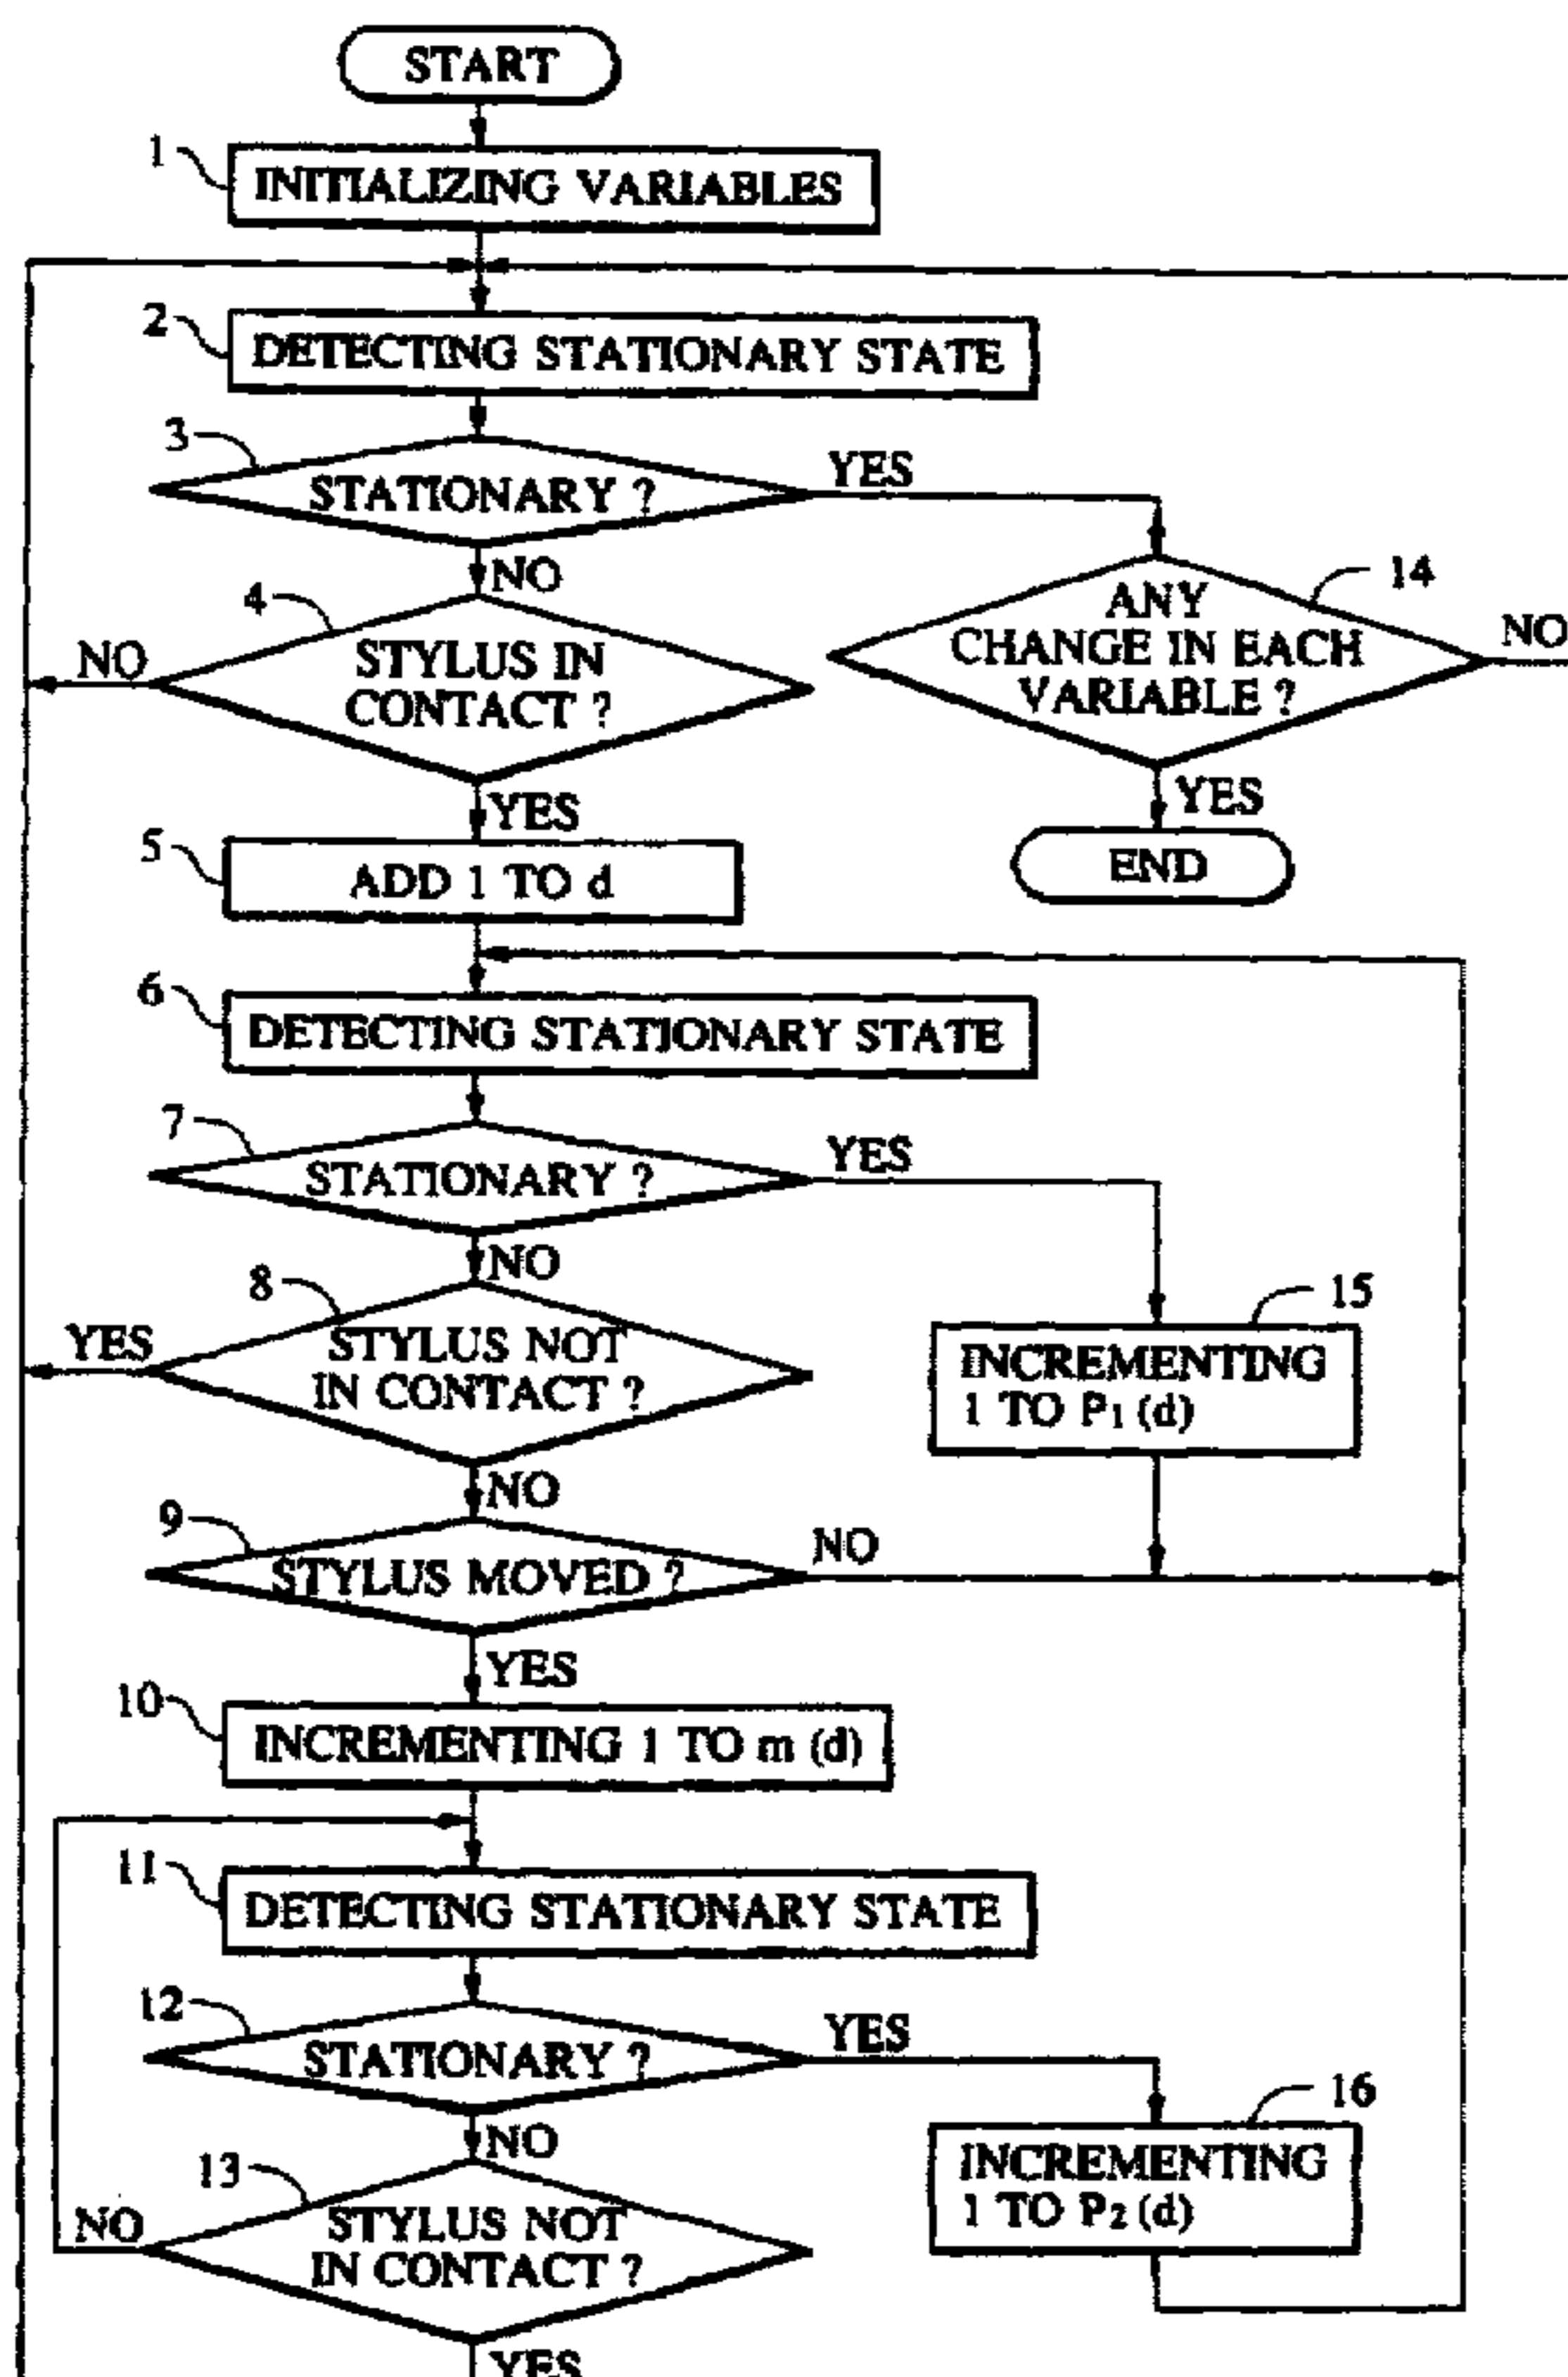 START
1
INITIALIZING VARIABLES
2
DETECTING STATIONARY STATE
3
STATIONARY ?
YES
NO
4
STYLUS IN
CONTACT ?
NO
YES
14
ANY
CHANGE IN EACH
VARIABLE ?
NO
YES
END
5
ADD 1 TO d
6
DETECTING STATIONARY STATE
7
STATIONARY ?
YES
NO
8
STYLUS NOT
IN CONTACT ?
YES
NO
15
INCREMENTING
1 TO P₁ (d)
9
STYLUS MOVED ?
NO
YES
10
INCREMENTING 1 TO m (d)
11
DETECTING STATIONARY STATE
12
STATIONARY ?
YES
NO
16
INCREMENTING
1 TO P₂ (d)
13
STYLUS NOT
IN CONTACT ?
NO
YES